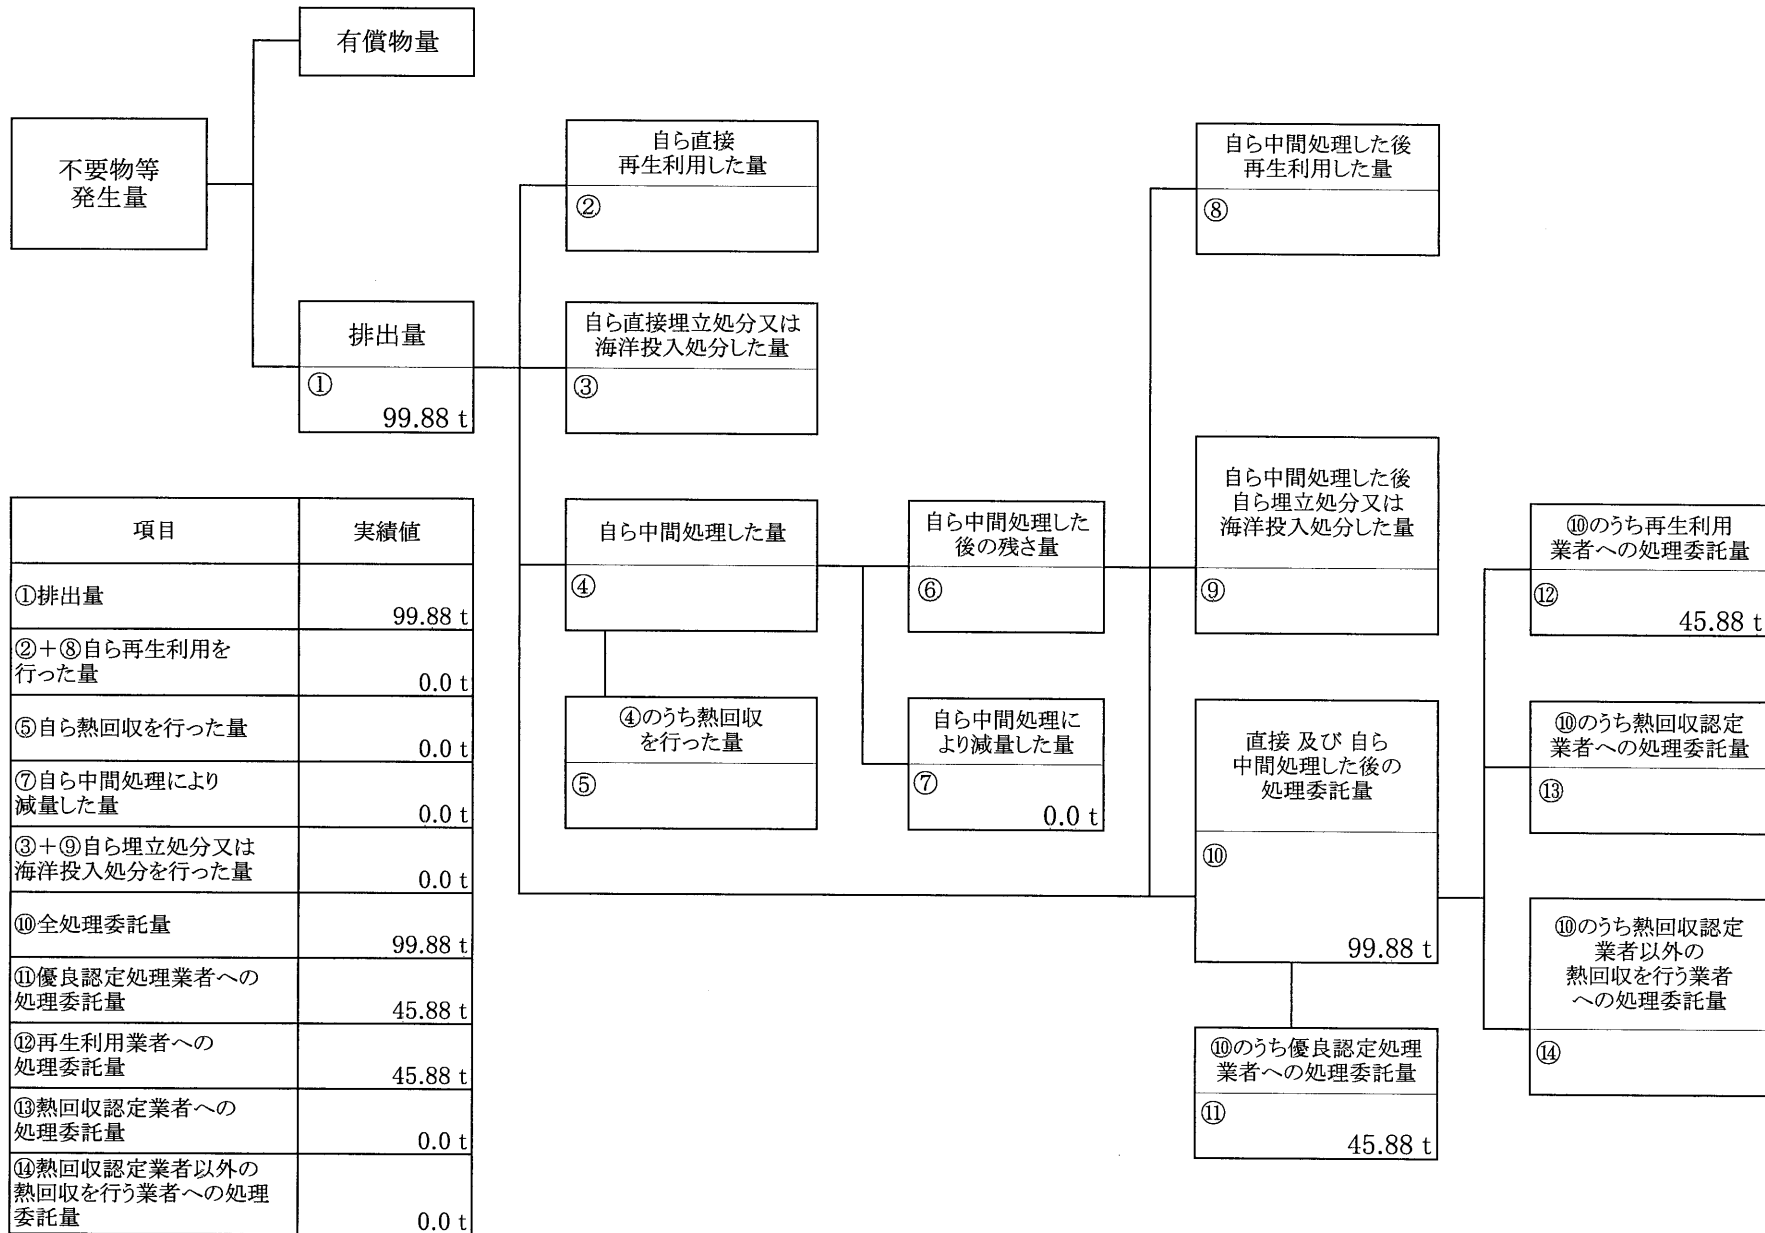 有償物量
不要物等
発生量
排出量
①
99.88 t
自ら直接
再生利用した量
②
自ら直接埋立処分又は
海洋投入処分した量
③
自ら中間処理した量
④
④のうち熱回収
を行った量
⑤
自ら中間処理した
後の残さ量
⑥
自ら中間処理に
より減量した量
⑦
0.0 t
自ら中間処理した後
再生利用した量
⑧
自ら中間処理した後
自ら埋立処分又は
海洋投入処分した量
⑨
直接 及び 自ら
中間処理した後の
処理委託量
⑩
99.88 t
⑩のうち優良認定処理
業者への処理委託量
⑪
45.88 t
⑩のうち再生利用
業者への処理委託量
⑫
45.88 t
⑩のうち熱回収認定
業者への処理委託量
⑬
⑩のうち熱回収認定
業者以外の
熱回収を行う業者
への処理委託量
⑭
項目 実績値
①排出量
99.88 t
②+⑧自ら再生利用を
行った量
0.0 t
⑤自ら熱回収を行った量
0.0 t
⑦自ら中間処理により
減量した量
0.0 t
③+⑨自ら埋立処分又は
海洋投入処分を行った量
0.0 t
⑩全処理委託量
99.88 t
⑪優良認定処理業者への
処理委託量
45.88 t
⑫再生利用業者への
処理委託量
45.88 t
⑬熱回収認定業者への
処理委託量
0.0 t
⑭熱回収認定業者以外の
熱回収を行う業者への処理
委託量
0.0 t